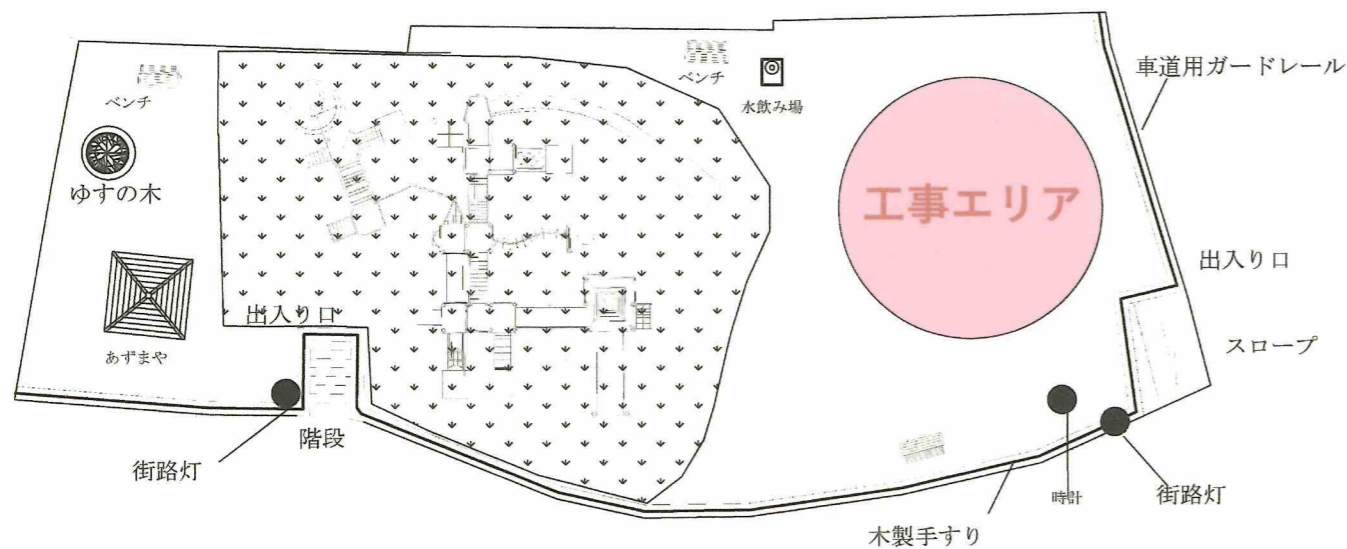 ベンチ
ゆすの木
あずまや
出入り口
街路灯
階段
ベンチ
水飲み場
工事エリア
車道用ガードレール
出入り口
スロープ
時計
街路灯
木製手すり